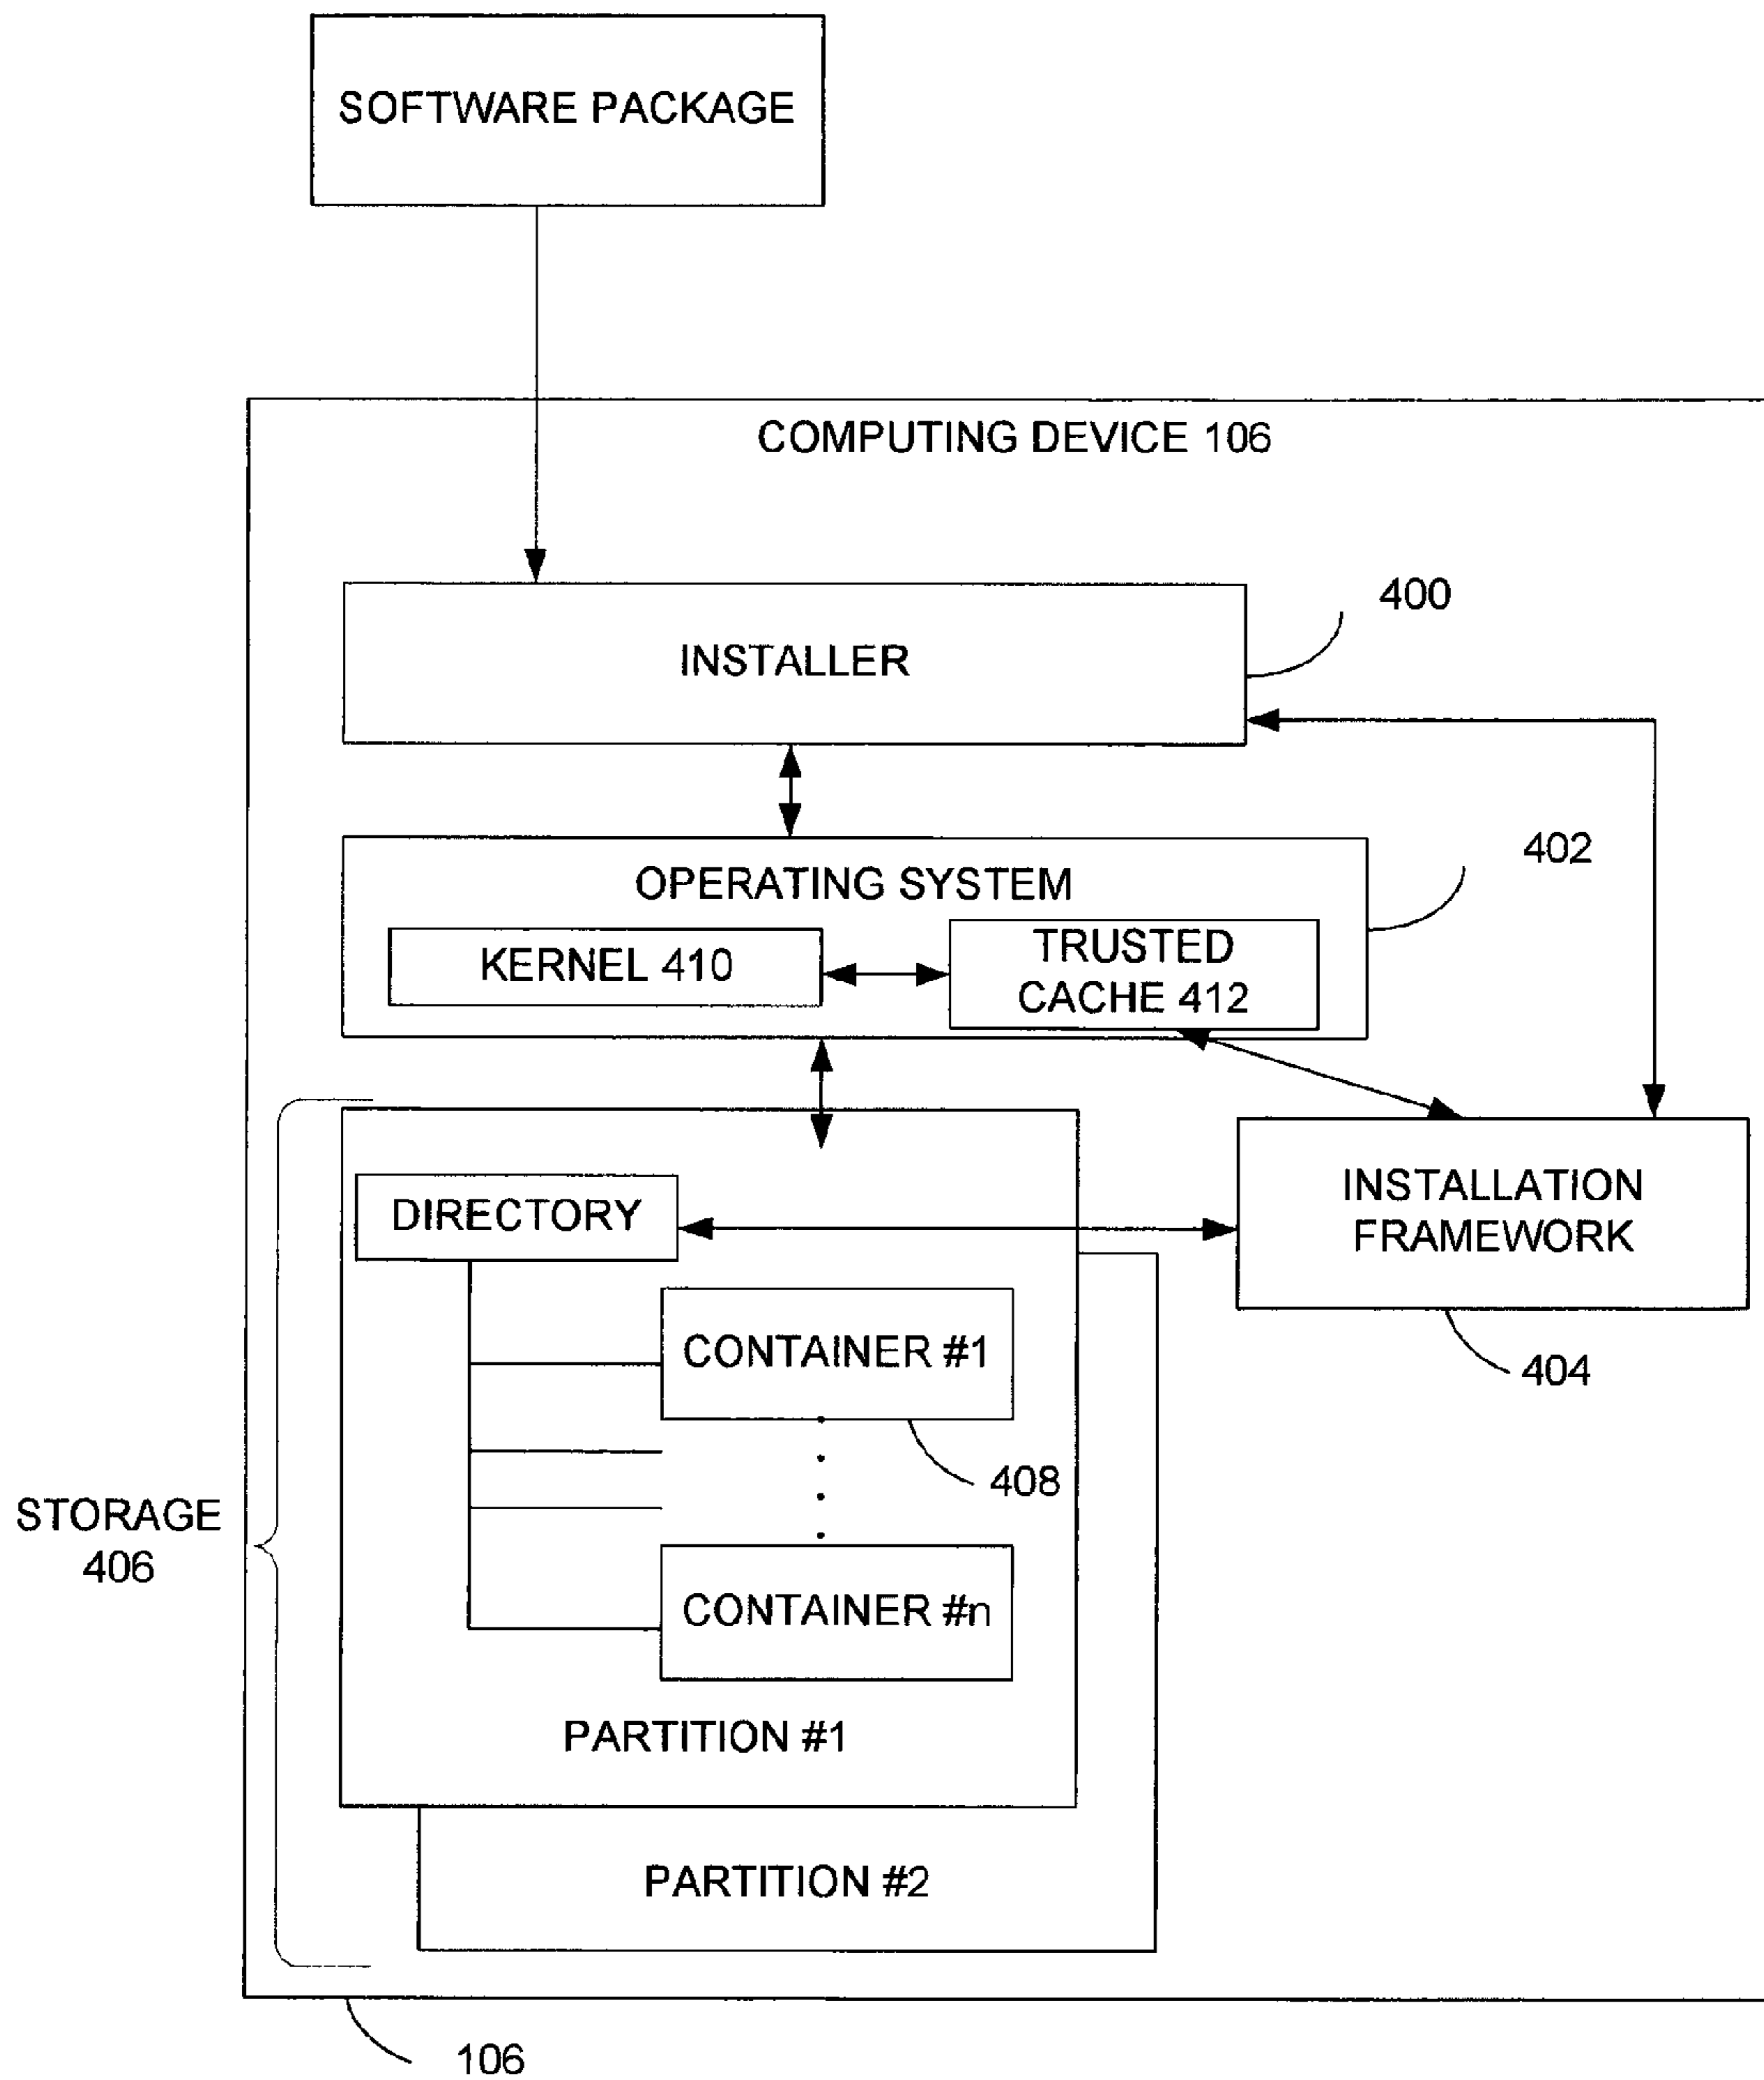 SOFTWARE PACKAGE
COMPUTING DEVICE 106
400
INSTALLER
402
OPERATING SYSTEM
KERNEL 410
TRUSTED
CACHE 412
DIRECTORY
INSTALLATION
FRAMEWORK
404
CONTAINER #1
408
STORAGE
406
CONTAINER #n
PARTITION #1
PARTITION #2
106